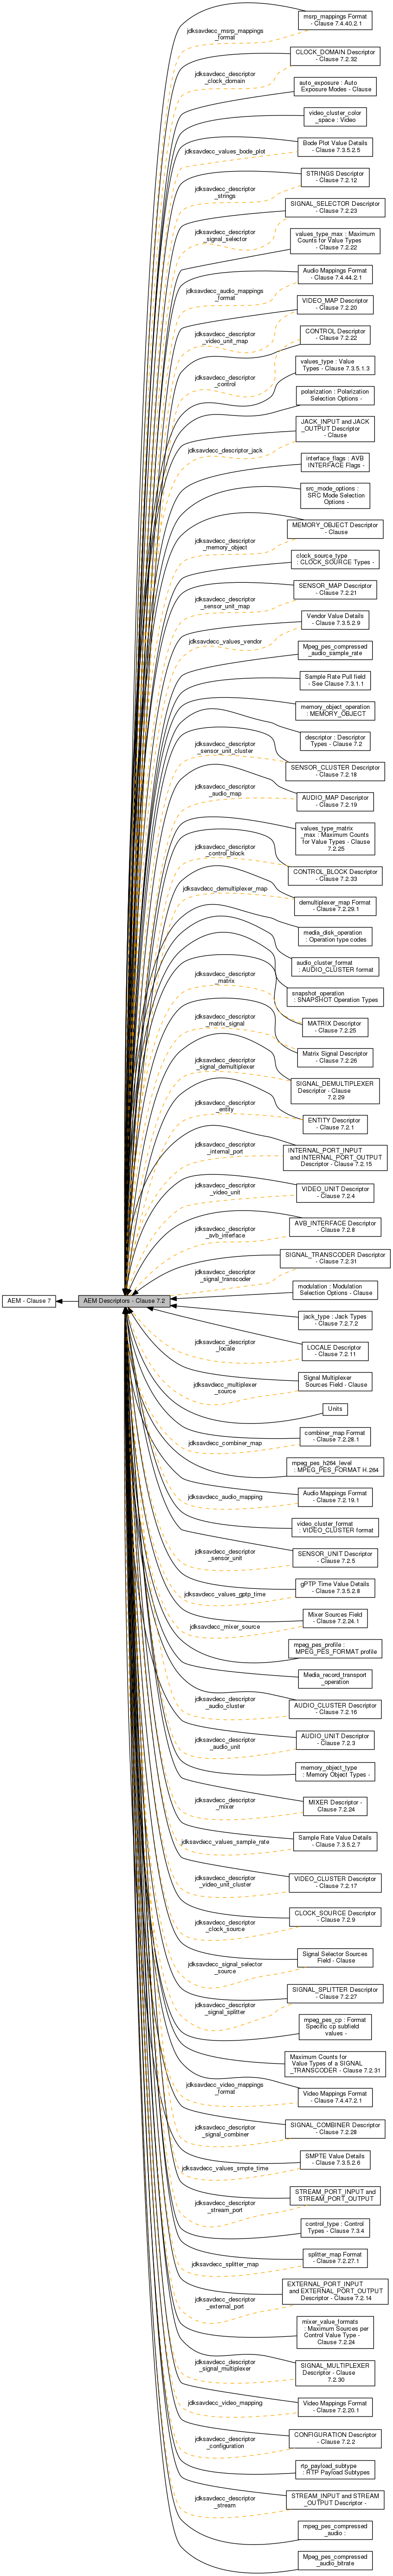 msrp_mappings Format
- Clause 7.4.40.2.1
jdksavdecc_msrp_mappings
_format
CLOCK_DOMAIN Descriptor
- Clause 7.2.32
jdksavdecc_descriptor
_clock_domain
auto_exposure : Auto
Exposure Modes - Clause
video_cluster_color
_space : Video
Bode Plot Value Details
- Clause 7.3.5.2.5
jdksavdecc_values_bode_plot
STRINGS Descriptor
- Clause 7.2.12
jdksavdecc_descriptor
_strings
SIGNAL_SELECTOR Descriptor
- Clause 7.2.23
jdksavdecc_descriptor
_signal_selector
values_type_max : Maximum
Counts for Value Types
- Clause 7.2.22
Audio Mappings Format
- Clause 7.4.44.2.1
jdksavdecc_audio_mappings
_format
VIDEO_MAP Descriptor
- Clause 7.2.20
jdksavdecc_descriptor
_video_unit_map
CONTROL Descriptor
- Clause 7.2.22
jdksavdecc_descriptor
_control
values_type : Value
Types - Clause 7.3.5.1.3
polarization : Polarization
Selection Options -
JACK_INPUT and JACK
_OUTPUT Descriptor
- Clause
jdksavdecc_descriptor_jack
interface_flags : AVB
INTERFACE Flags -
src_mode_options :
SRC Mode Selection
Options -
MEMORY_OBJECT Descriptor
- Clause
jdksavdecc_descriptor
_memory_object
clock_source_type
: CLOCK_SOURCE Types -
SENSOR_MAP Descriptor
- Clause 7.2.21
jdksavdecc_descriptor
_sensor_unit_map
Vendor Value Details
- Clause 7.3.5.2.9
jdksavdecc_values_vendor
Mpeg_pes_compressed
_audio_sample_rate
Sample Rate Pull field
- See Clause 7.3.1.1
memory_object_operation
: MEMORY_OBJECT
descriptor : Descriptor
Types - Clause 7.2
jdksavdecc_descriptor
_sensor_unit_cluster
SENSOR_CLUSTER Descriptor
- Clause 7.2.18
jdksavdecc_descriptor
_audio_map
AUDIO_MAP Descriptor
- Clause 7.2.19
values_type_matrix
_max : Maximum Counts
for Value Types - Clause
7.2.25
jdksavdecc_descriptor
_control_block
CONTROL_BLOCK Descriptor
- Clause 7.2.33
jdksavdecc_demultiplexer_map
demultiplexer_map Format
- Clause 7.2.29.1
media_disk_operation
: Operation type codes
audio_cluster_format
: AUDIO_CLUSTER format
jdksavdecc_descriptor
_matrix
snapshot_operation
: SNAPSHOT Operation Types
MATRIX Descriptor
- Clause 7.2.25
jdksavdecc_descriptor
_matrix_signal
Matrix Signal Descriptor
- Clause 7.2.26
jdksavdecc_descriptor
_signal_demultiplexer
SIGNAL_DEMULTIPLEXER
Descriptor - Clause
7.2.29
jdksavdecc_descriptor
_entity
ENTITY Descriptor
- Clause 7.2.1
jdksavdecc_descriptor
_internal_port
INTERNAL_PORT_INPUT
and INTERNAL_PORT_OUTPUT
Descriptor - Clause 7.2.15
jdksavdecc_descriptor
_video_unit
VIDEO_UNIT Descriptor
- Clause 7.2.4
jdksavdecc_descriptor
_avb_interface
AVB_INTERFACE Descriptor
- Clause 7.2.8
SIGNAL_TRANSCODER Descriptor
- Clause 7.2.31
jdksavdecc_descriptor
_signal_transcoder
modulation : Modulation
Selection Options - Clause
AEM - Clause 7
AEM Descriptors - Clause 7.2
jack_type : Jack Types
- Clause 7.2.7.2
LOCALE Descriptor
- Clause 7.2.11
jdksavdecc_descriptor
_locale
Signal Multiplexer
Sources Field - Clause
jdksavdecc_multiplexer
_source
Units
combiner_map Format
- Clause 7.2.28.1
jdksavdecc_combiner_map
mpeg_pes_h264_level
: MPEG_PES_FORMAT H.264
Audio Mappings Format
- Clause 7.2.19.1
jdksavdecc_audio_mapping
video_cluster_format
: VIDEO_CLUSTER format
SENSOR_UNIT Descriptor
- Clause 7.2.5
jdksavdecc_descriptor
_sensor_unit
gPTP Time Value Details
- Clause 7.3.5.2.8
jdksavdecc_values_gptp_time
Mixer Sources Field
- Clause 7.2.24.1
jdksavdecc_mixer_source
mpeg_pes_profile :
MPEG_PES_FORMAT profile
Media_record_transport
_operation
jdksavdecc_descriptor
_audio_cluster
AUDIO_CLUSTER Descriptor
- Clause 7.2.16
AUDIO_UNIT Descriptor
- Clause 7.2.3
jdksavdecc_descriptor
_audio_unit
memory_object_type
: Memory Object Types -
jdksavdecc_descriptor
_mixer
MIXER Descriptor -
Clause 7.2.24
Sample Rate Value Details
- Clause 7.3.5.2.7
jdksavdecc_values_sample_rate
VIDEO_CLUSTER Descriptor
- Clause 7.2.17
jdksavdecc_descriptor
_video_unit_cluster
CLOCK_SOURCE Descriptor
- Clause 7.2.9
jdksavdecc_descriptor
_clock_source
Signal Selector Sources
Field - Clause
jdksavdecc_signal_selector
_source
SIGNAL_SPLITTER Descriptor
- Clause 7.2.27
jdksavdecc_descriptor
_signal_splitter
mpeg_pes_cp : Format
Specific cp subfield
values -
Maximum Counts for
Value Types of a SIGNAL
_TRANSCODER - Clause 7.2.31
jdksavdecc_video_mappings
_format
Video Mappings Format
- Clause 7.4.47.2.1
SIGNAL_COMBINER Descriptor
- Clause 7.2.28
jdksavdecc_descriptor
_signal_combiner
SMPTE Value Details
- Clause 7.3.5.2.6
jdksavdecc_values_smpte_time
STREAM_PORT_INPUT and
STREAM_PORT_OUTPUT
jdksavdecc_descriptor
_stream_port
control_type : Control
Types - Clause 7.3.4
splitter_map Format
- Clause 7.2.27.1
jdksavdecc_splitter_map
EXTERNAL_PORT_INPUT
and EXTERNAL_PORT_OUTPUT
Descriptor - Clause 7.2.14
jdksavdecc_descriptor
_external_port
mixer_value_formats
: Maximum Sources per
Control Value Type -
Clause 7.2.24
SIGNAL_MULTIPLEXER
Descriptor - Clause
7.2.30
jdksavdecc_descriptor
_signal_multiplexer
Video Mappings Format
- Clause 7.2.20.1
jdksavdecc_video_mapping
CONFIGURATION Descriptor
- Clause 7.2.2
jdksavdecc_descriptor
_configuration
rtp_payload_subtype
: RTP Payload Subtypes
STREAM_INPUT and STREAM
_OUTPUT Descriptor -
jdksavdecc_descriptor
_stream
mpeg_pes_compressed
_audio :
Mpeg_pes_compressed
_audio_bitrate